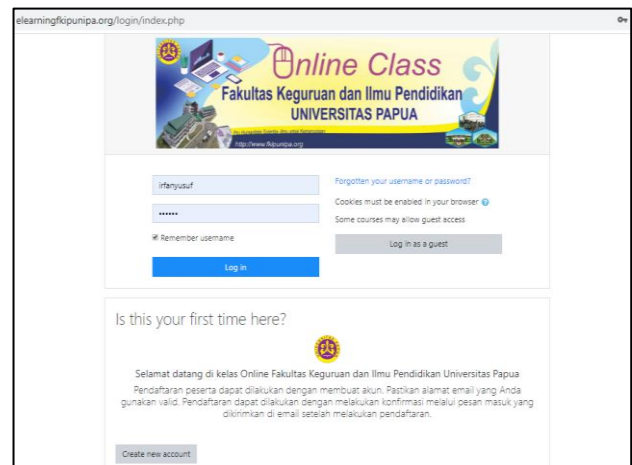 elearningfkipunipa.org/login/index.php
Online Class
Fakultas Keguruan dan Ilmu Pendidikan
UNIVERSITAS PAPUA
http://www.fkipunipa.org
irfanyusuf
••••••
Remember username
Log in
Forgotten your username or password?
Cookies must be enabled in your browser
Some courses may allow guest access
Log in as a guest
Is this your first time here?
Selamat datang di kelas Online Fakultas Keguruan dan Ilmu Pendidikan Universitas Papua
Pendaftaran peserta dapat dilakukan dengan membuat akun. Pastikan alamat email yang Anda
gunakan valid. Pendaftaran dapat dilakukan dengan melakukan konfirmasi melalui pesan masuk yang
dikirimkan di email setelah melakukan pendaftaran.
Create new account